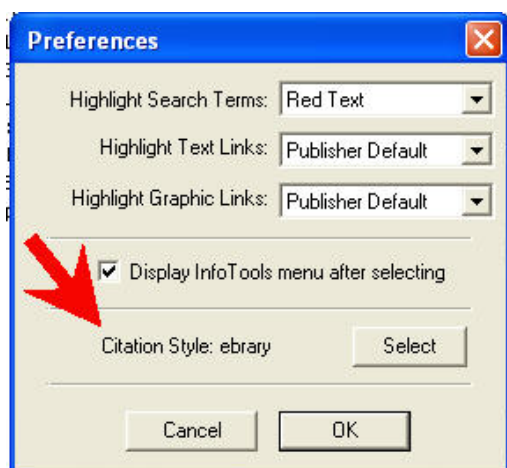 Preferences
Highlight Search Terms: Red Text
Highlight Text Links: Publisher Default
Highlight Graphic Links: Publisher Default
Display InfoTools menu after selecting
Citation Style: ebrary Select
Cancel OK